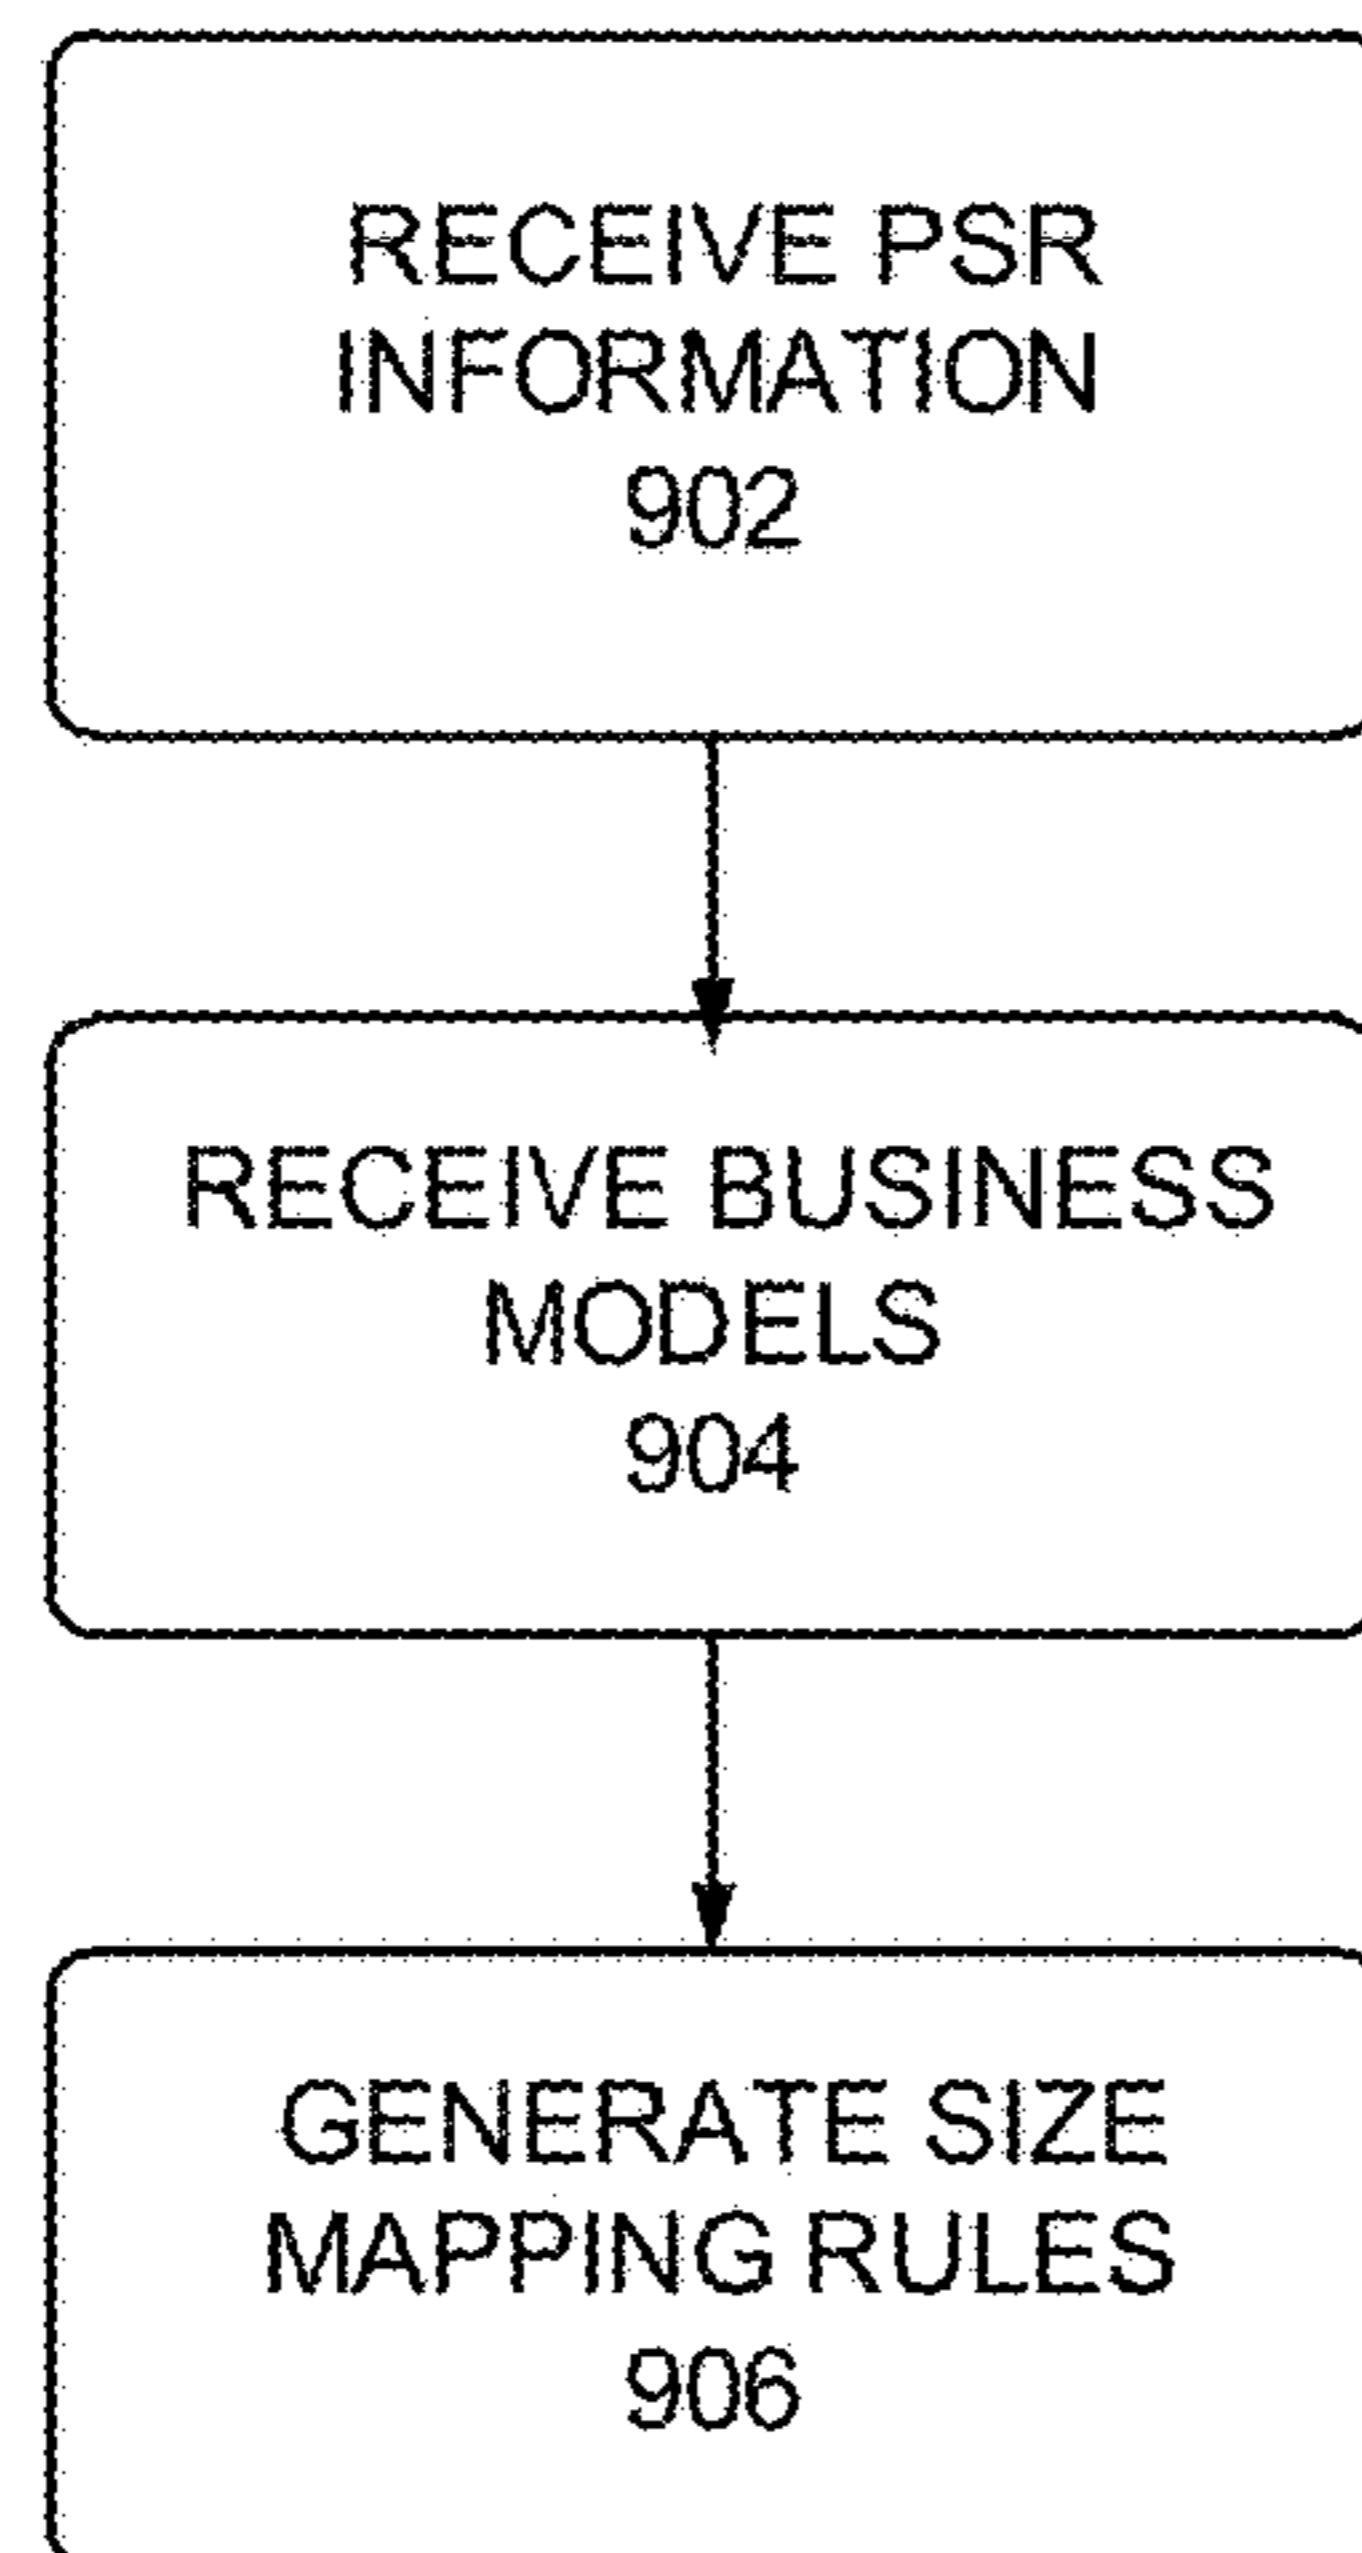 RECEIVE PSR
INFORMATION
902
RECEIVE BUSINESS
MODELS
904
GENERATE SIZE
MAPPING RULES
906